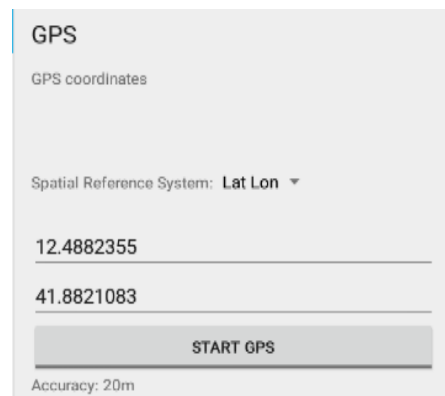 GPS
GPS coordinates
Spatial Reference System: Lat Lon
12.4882355
41.8821083
START GPS
Accuracy: 20m